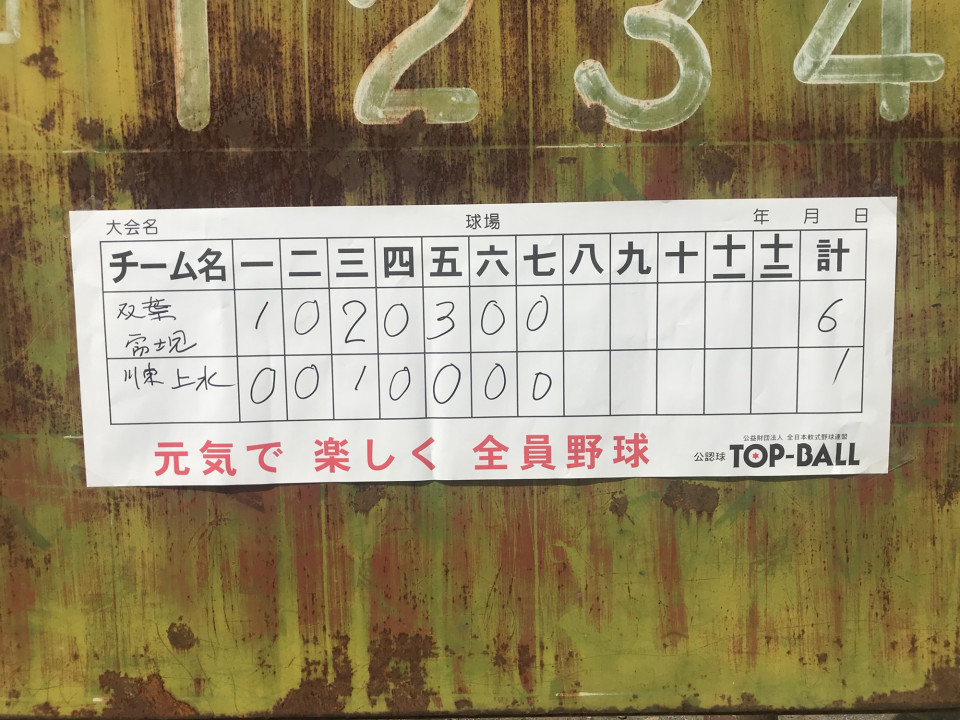 1 2 3 4
大会名 球場 年 月 日
チーム名 一 二 三 四 五 六 七 八 九 十 十一 十二 計
双葉 1 0 2 0 3 0 0 6
富士見
川東 上水 0 0 1 0 0 0 0 1
元気で 楽しく 全員野球
公益財団法人 全日本軟式野球連盟
公認球 TOP-BALL